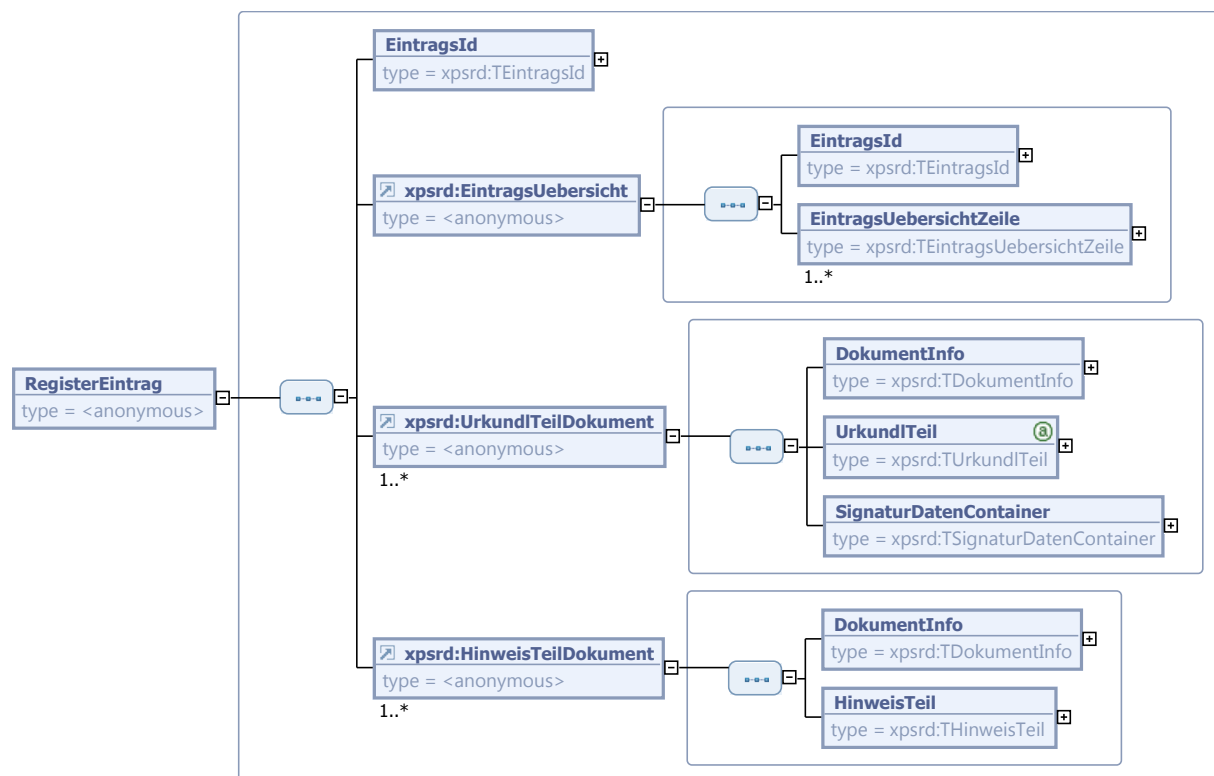 EintragsId
type = xpsrd:TEintragsId
xpsrd:EintragsUebersicht
type = <anonymous>
EintragsId
type = xpsrd:TEintragsId
EintragsUebersichtZeile
type = xpsrd:TEintragsUebersichtZeile
1..*
RegisterEintrag
type = <anonymous>
xpsrd:UrkundlTeilDokument
type = <anonymous>
1..*
DokumentInfo
type = xpsrd:TDokumentInfo
UrkundlTeil a
type = xpsrd:TUrkundlTeil
SignaturDatenContainer
type = xpsrd:TSignaturDatenContainer
xpsrd:HinweisTeilDokument
type = <anonymous>
1..*
DokumentInfo
type = xpsrd:TDokumentInfo
HinweisTeil
type = xpsrd:THinweisTeil